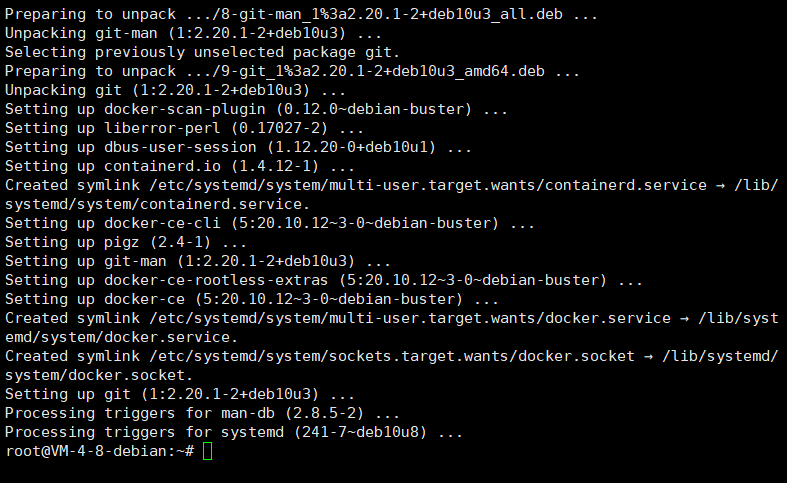 Preparing to unpack .../8-git-man_1%3a2.20.1-2+deb10u3_all.deb ...
Unpacking git-man (1:2.20.1-2+deb10u3) ...
Selecting previously unselected package git.
Preparing to unpack .../9-git_1%3a2.20.1-2+deb10u3_amd64.deb ...
Unpacking git (1:2.20.1-2+deb10u3) ...
Setting up docker-scan-plugin (0.12.0~debian-buster) ...
Setting up liberror-perl (0.17027-2) ...
Setting up dbus-user-session (1.12.20-0+deb10u1) ...
Setting up containerd.io (1.4.12-1) ...
Created symlink /etc/systemd/system/multi-user.target.wants/containerd.service → /lib/
systemd/system/containerd.service.
Setting up docker-ce-cli (5:20.10.12~3-0~debian-buster) ...
Setting up pigz (2.4-1) ...
Setting up git-man (1:2.20.1-2+deb10u3) ...
Setting up docker-ce-rootless-extras (5:20.10.12~3-0~debian-buster) ...
Setting up docker-ce (5:20.10.12~3-0~debian-buster) ...
Created symlink /etc/systemd/system/multi-user.target.wants/docker.service → /lib/syst
emd/system/docker.service.
Created symlink /etc/systemd/system/sockets.target.wants/docker.socket → /lib/systemd/
system/docker.socket.
Setting up git (1:2.20.1-2+deb10u3) ...
Processing triggers for man-db (2.8.5-2) ...
Processing triggers for systemd (241-7~deb10u8) ...
root@VM-4-8-debian:~#